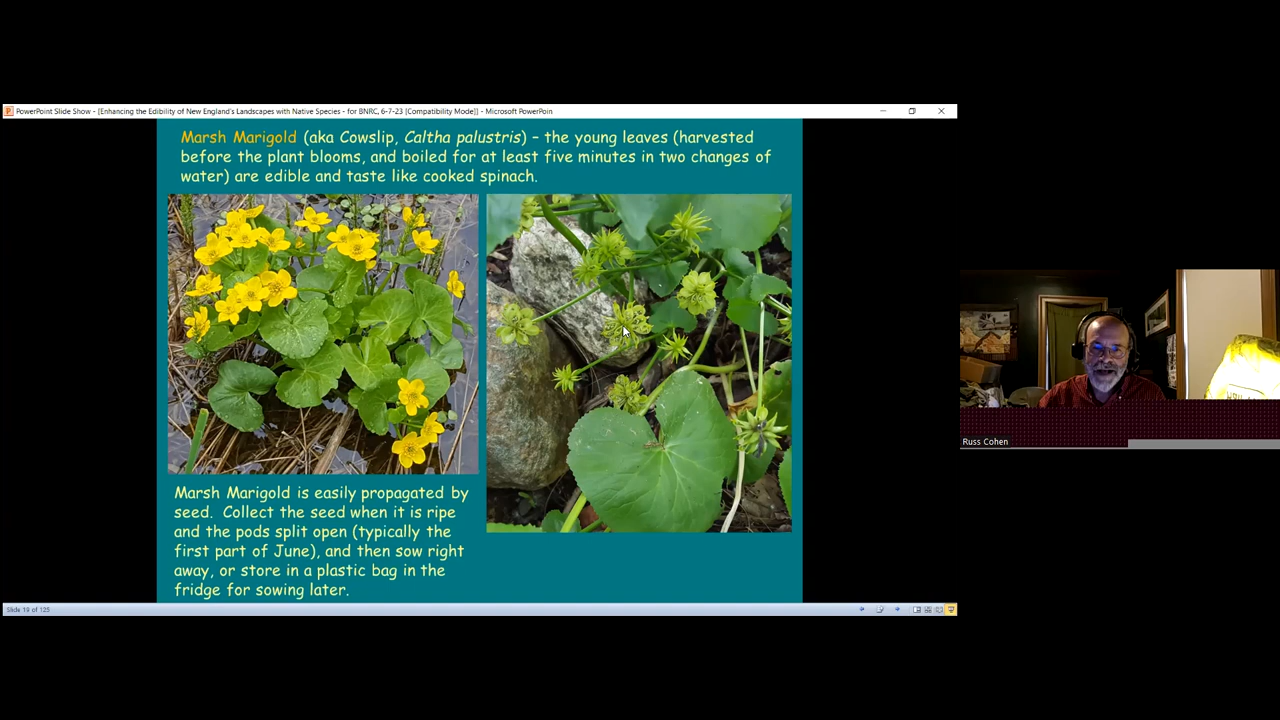 PowerPoint Slide Show - [Enhancing the Edibility of New England's Landscapes with Native Species - for BNRC, 6-7-23 [Compatibility Mode]] - Microsoft PowerPoin
Marsh Marigold (aka Cowslip, Caltha palustris) – the young leaves (harvested
before the plant blooms, and boiled for at least five minutes in two changes of
water) are edible and taste like cooked spinach.
Marsh Marigold is easily propagated by
seed. Collect the seed when it is ripe
and the pods split open (typically the
first part of June), and then sow right
away, or store in a plastic bag in the
fridge for sowing later.
Slide 19 of 125
Russ Cohen